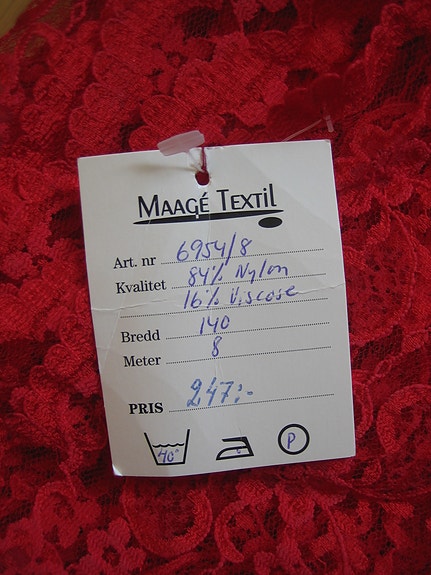 MAAGÉ TEXTIL
Art. nr 6954/8
Kvalitet 84% Nylon
16% Viscose
Bredd 140
Meter 8
PRIS 247:-
40° P